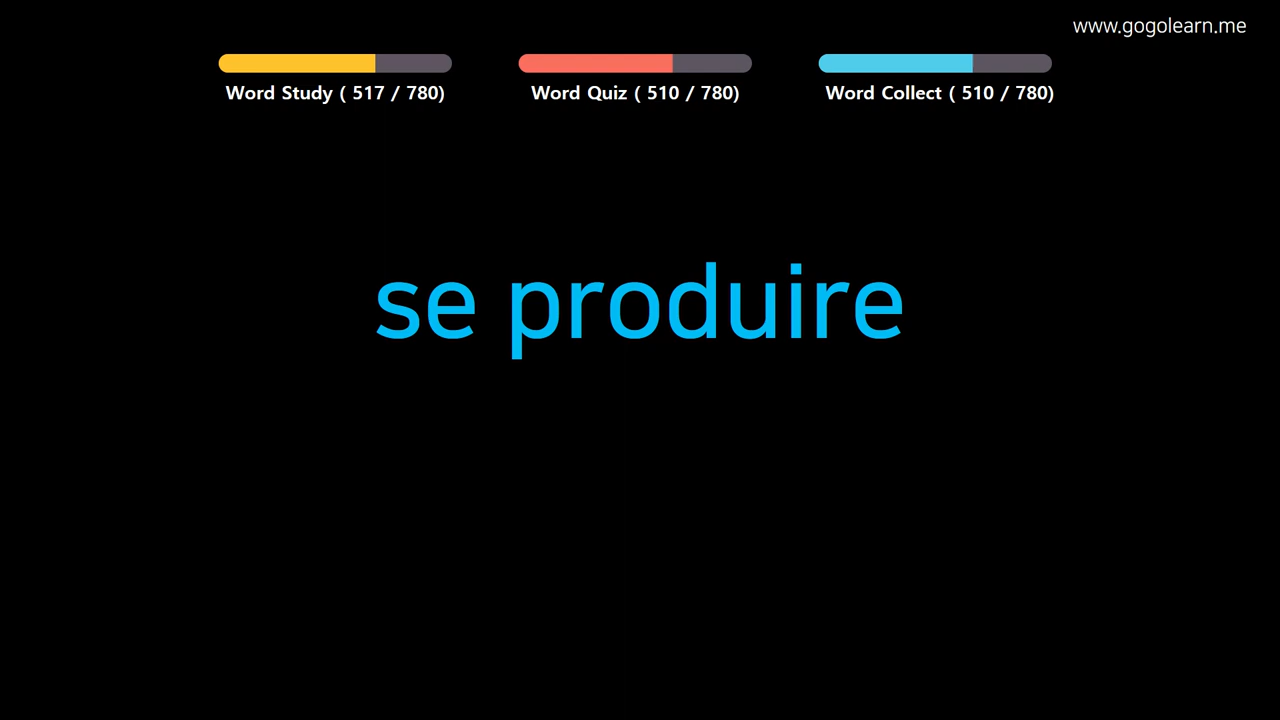 www.gogolearn.me
Word Study ( 517 / 780)
Word Quiz ( 510 / 780)
Word Collect ( 510 / 780)
se produire